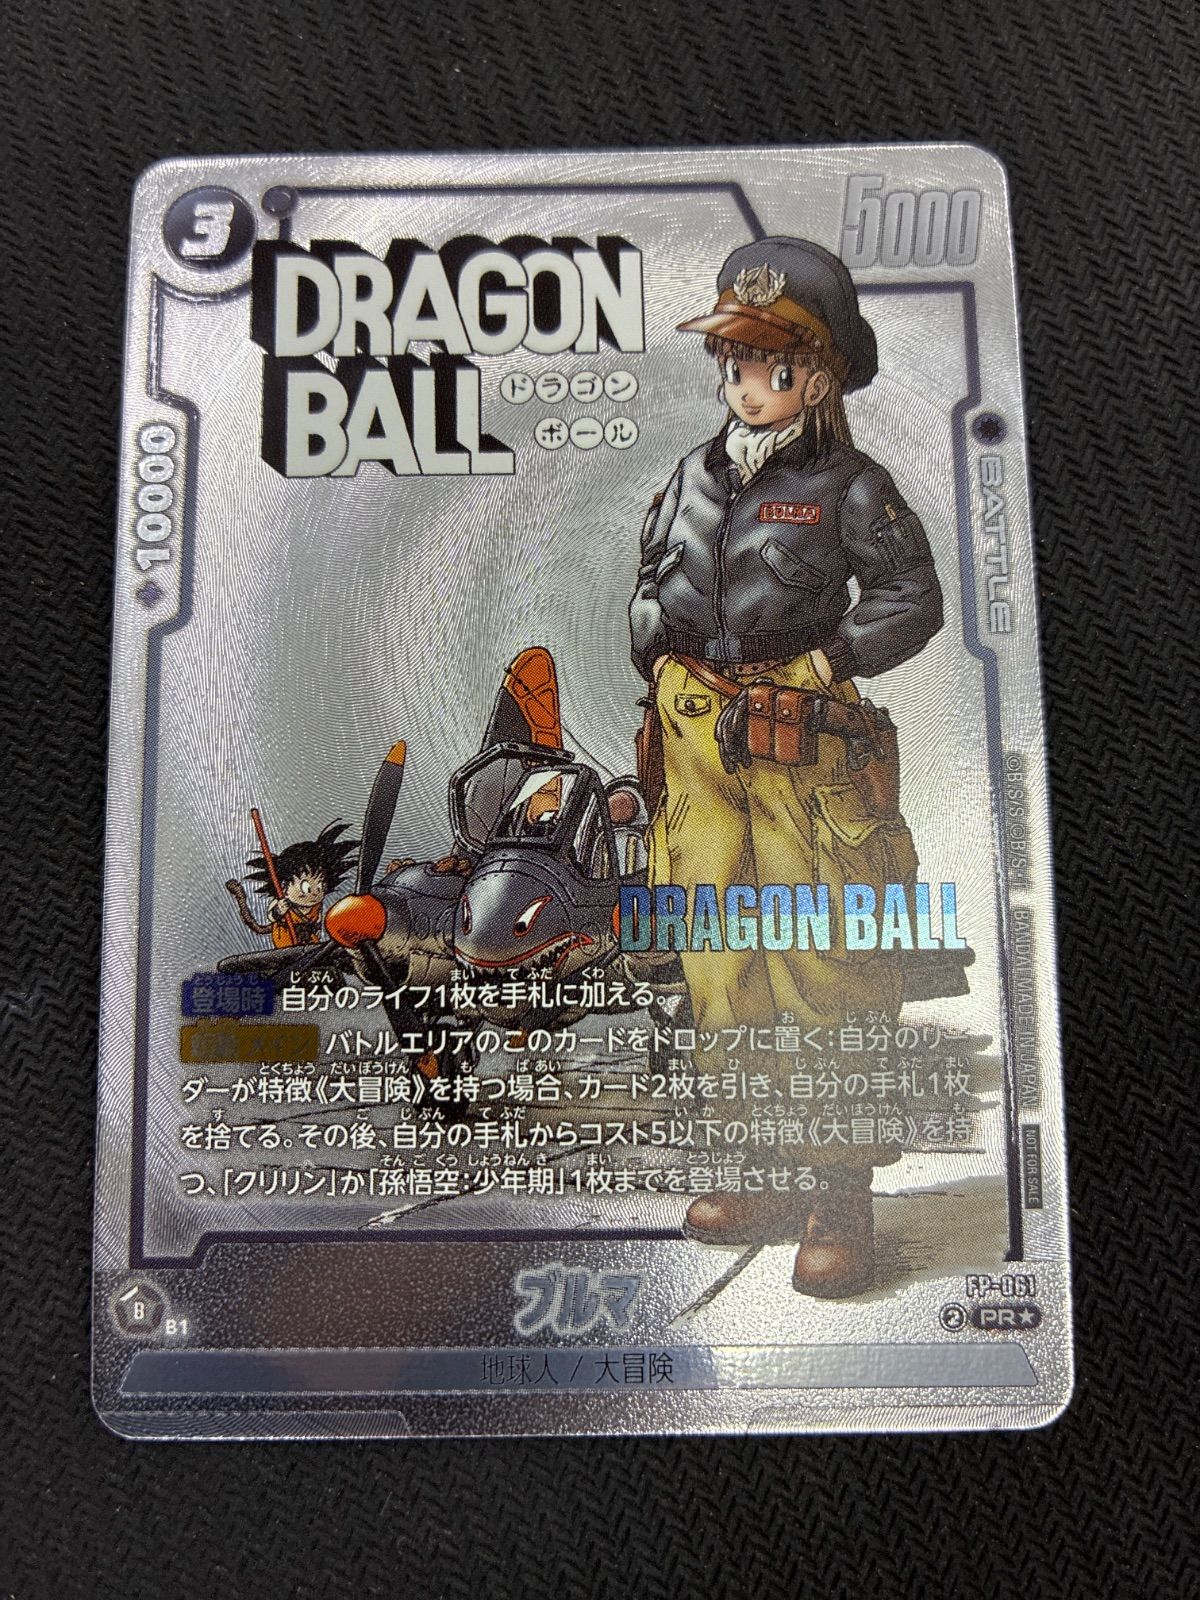 3
5000
DRAGON
BALL
ドラゴン
ボール
10000
BATTLE
BULMA
DRAGON BALL
登場時 自分のライフ1枚を手札に加える。
メイン バトルエリアのこのカードをドロップに置く:自分のリー
ダーが特徴《大冒険》を持つ場合、カード2枚を引き、自分の手札1枚
を捨てる。その後、自分の手札からコスト5以下の特徴《大冒険》を持
つ、「クリリン」か「孫悟空:少年期」1枚までを登場させる。
©B/S/S
BANDAI MADE IN JAPAN
NOT FOR SALE
ブルマ
FP-061
B
B1
② PR★
地球人 / 大冒険